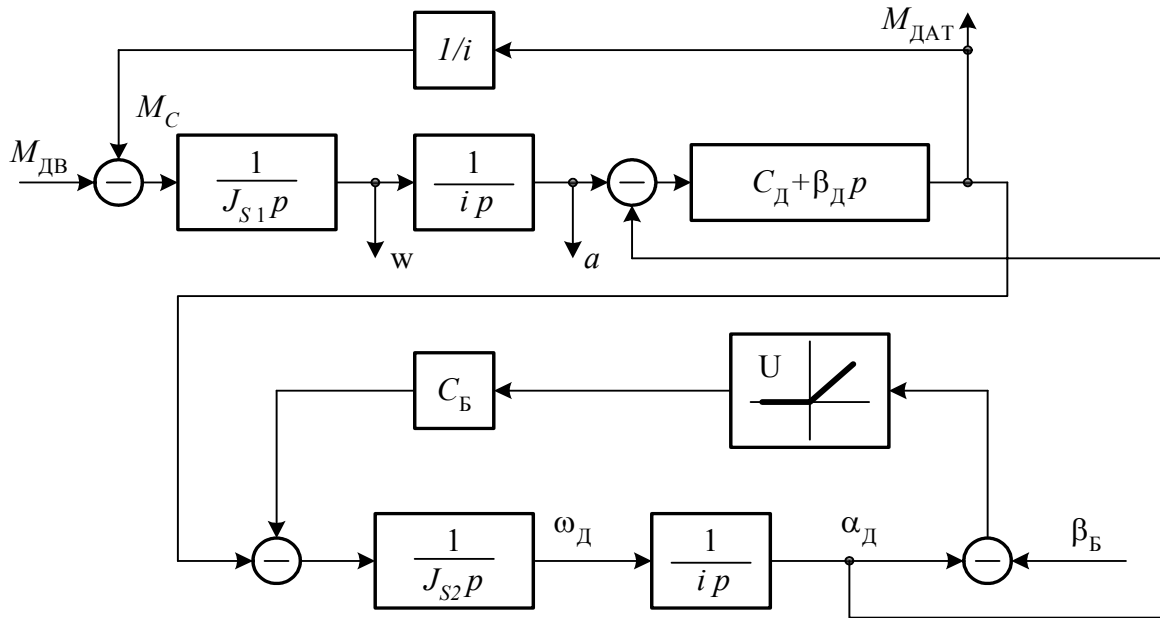 M_ДАТ
1/i
M_C
M_ДВ
1
J_S1 p
1
i p
C_Д+β_Д p
w
a
U
C_Б
ω_Д
α_Д
β_Б
1
J_S2 p
1
i p